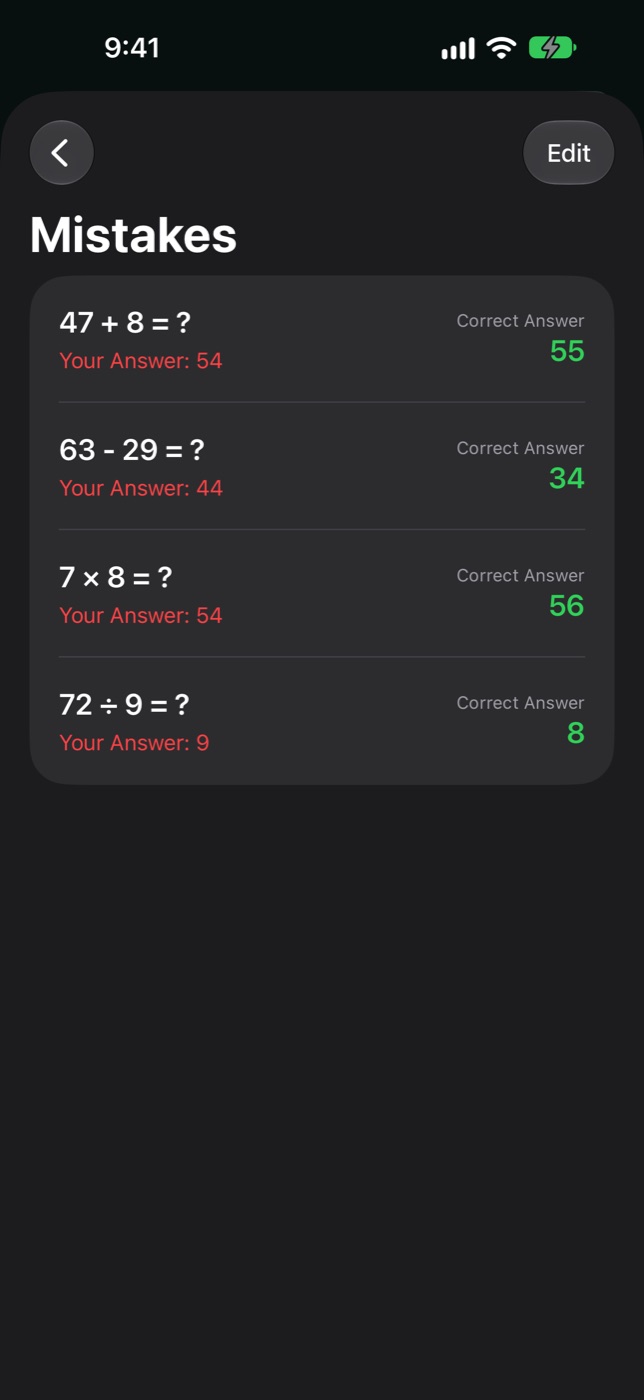 9:41
Edit
Mistakes
47 + 8 = ?
Your Answer: 54
Correct Answer
55
63 - 29 = ?
Your Answer: 44
Correct Answer
34
7 × 8 = ?
Your Answer: 54
Correct Answer
56
72 ÷ 9 = ?
Your Answer: 9
Correct Answer
8